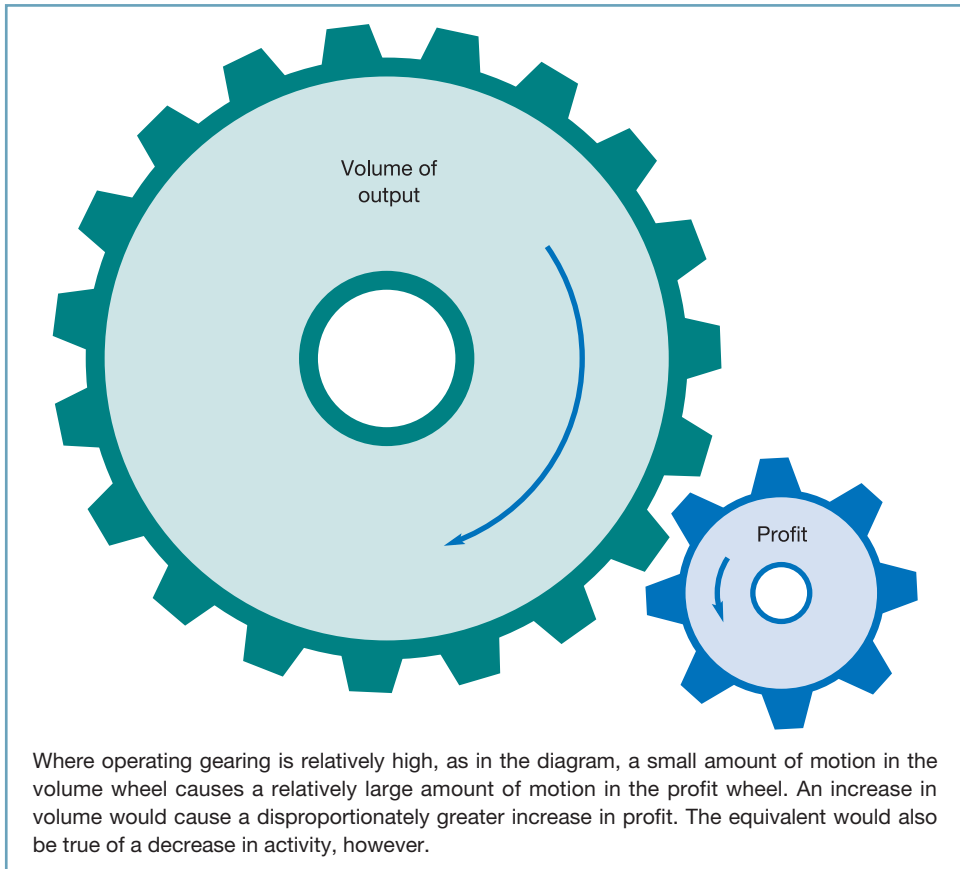 Volume of
output
Profit
Where operating gearing is relatively high, as in the diagram, a small amount of motion in the
volume wheel causes a relatively large amount of motion in the profit wheel. An increase in
volume would cause a disproportionately greater increase in profit. The equivalent would also
be true of a decrease in activity, however.